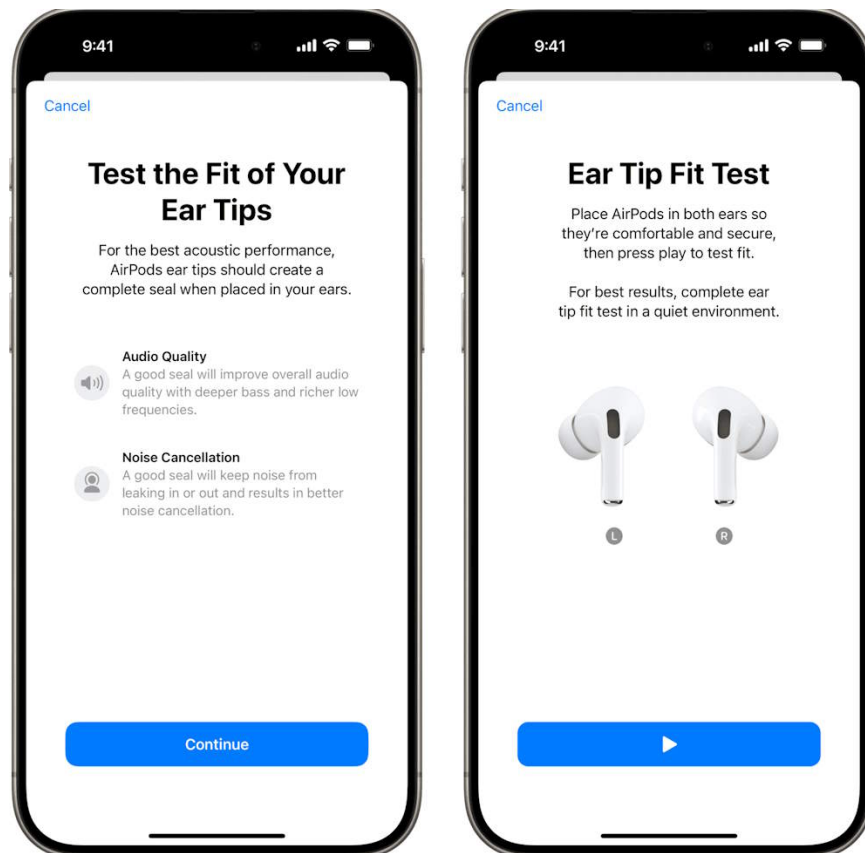 9:41
Cancel
Test the Fit of Your
Ear Tips
For the best acoustic performance,
AirPods ear tips should create a
complete seal when placed in your ears.
Audio Quality
A good seal will improve overall audio
quality with deeper bass and richer low
frequencies.
Noise Cancellation
A good seal will keep noise from
leaking in or out and results in better
noise cancellation.
Continue
9:41
Cancel
Ear Tip Fit Test
Place AirPods in both ears so
they’re comfortable and secure,
then press play to test fit.
For best results, complete ear
tip fit test in a quiet environment.
L R